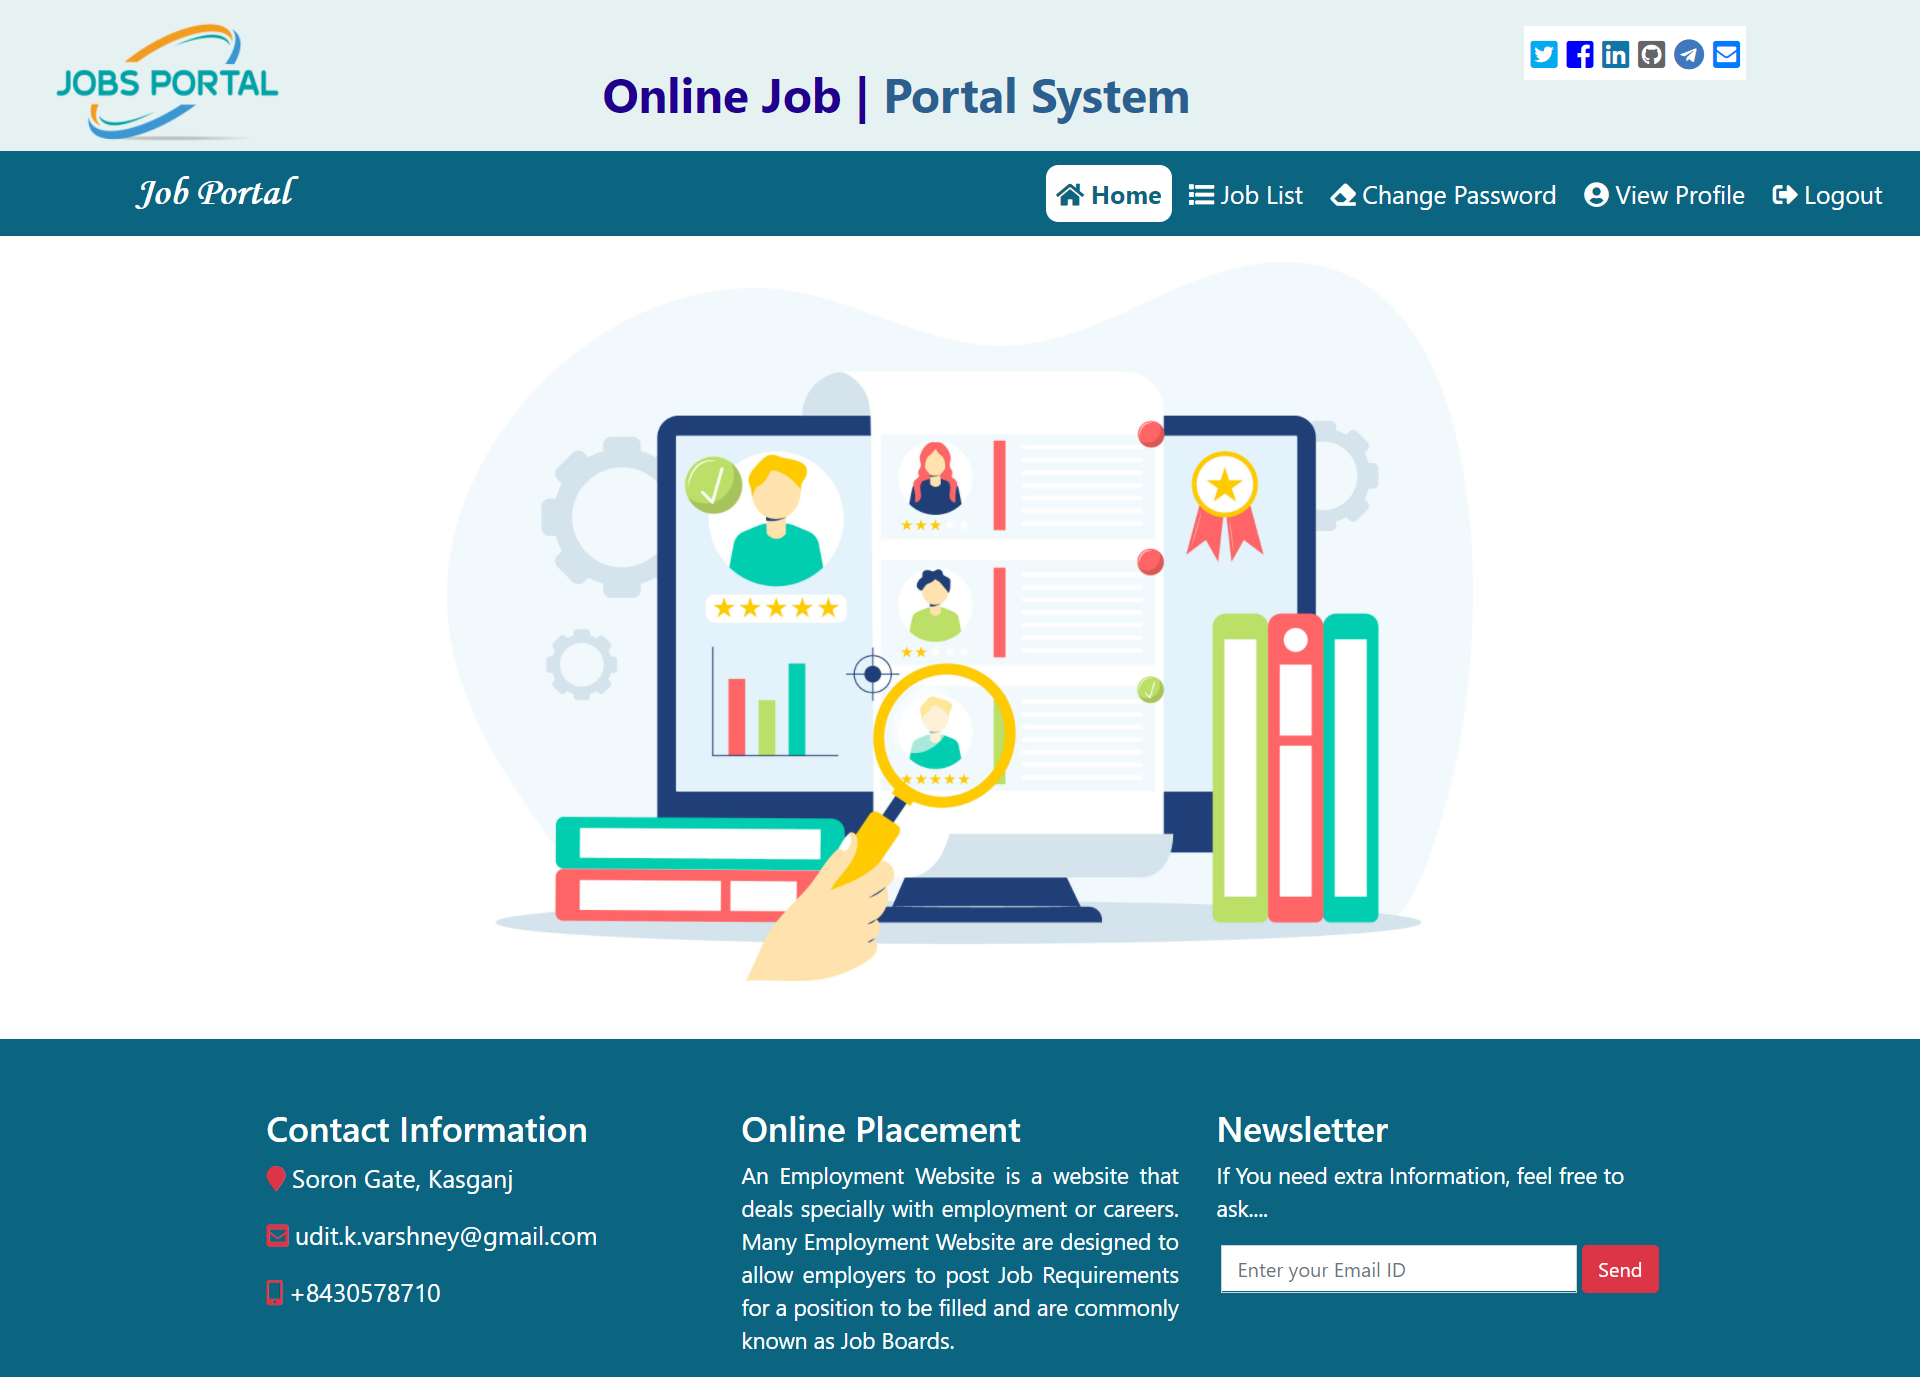 JOBS PORTAL
Online Job | Portal System
Job Portal
Home
Job List
Change Password
View Profile
Logout
Contact Information
Soron Gate, Kasganj
udit.k.varshney@gmail.com
+8430578710
Online Placement
An Employment Website is a website that
deals specially with employment or careers.
Many Employment Website are designed to
allow employers to post Job Requirements
for a position to be filled and are commonly
known as Job Boards.
Newsletter
If You need extra Information, feel free to
ask....
Enter your Email ID
Send